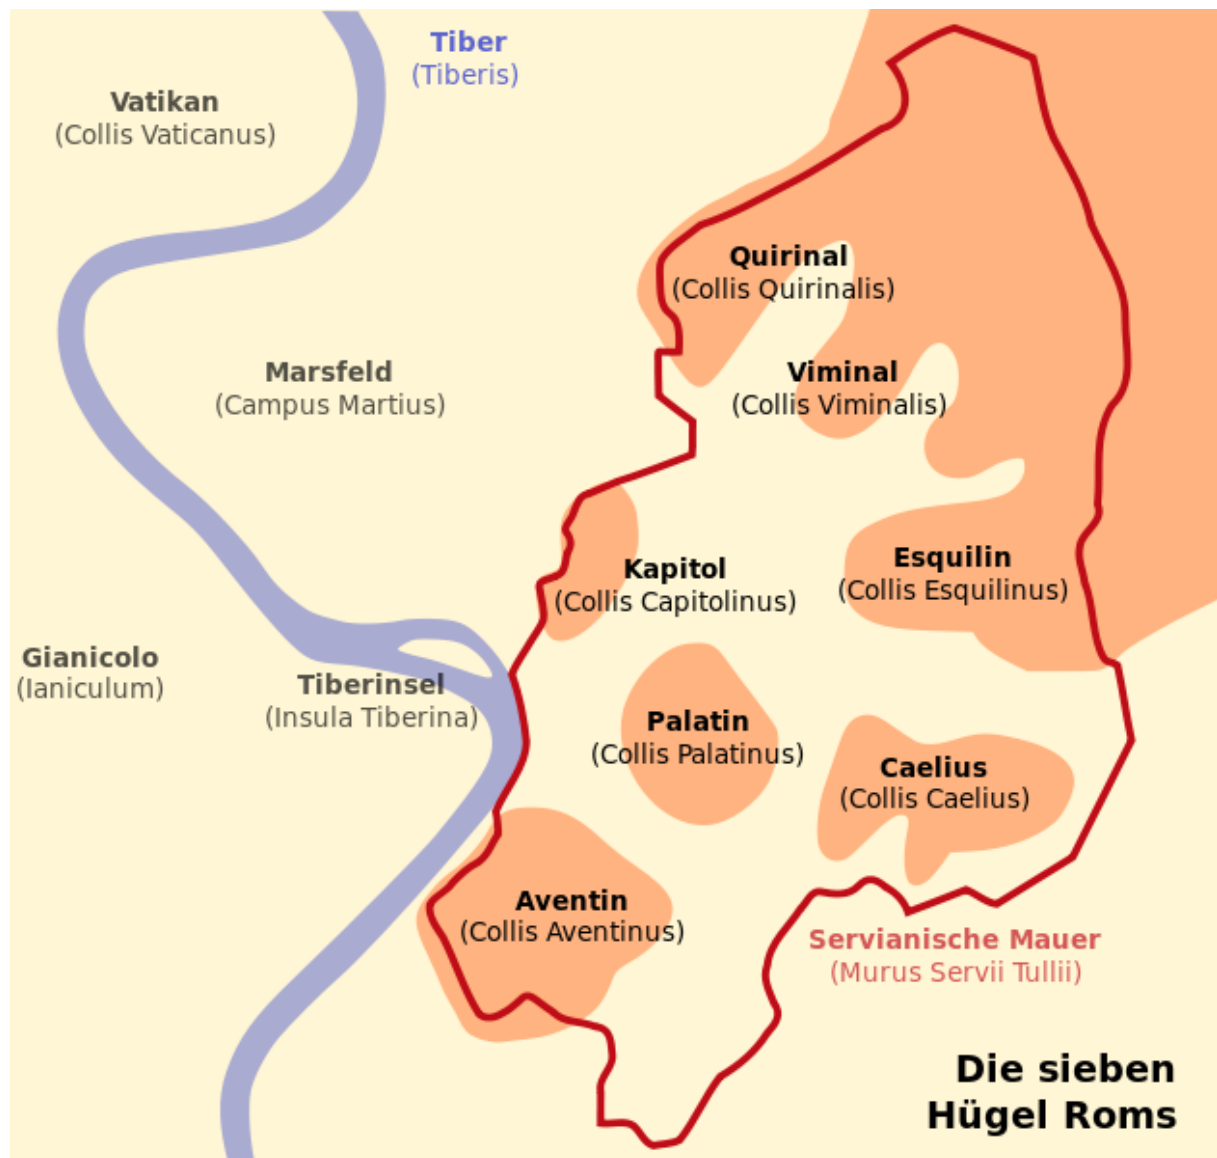 Tiber
(Tiberis)
Vatikan
(Collis Vaticanus)
Quirinal
(Collis Quirinalis)
Marsfeld
(Campus Martius)
Viminal
(Collis Viminalis)
Kapitol
(Collis Capitolinus)
Esquilin
(Collis Esquilinus)
Gianicolo
(Ianiculum)
Tiberinsel
(Insula Tiberina)
Palatin
(Collis Palatinus)
Caelius
(Collis Caelius)
Aventin
(Collis Aventinus)
Servianische Mauer
(Murus Servii Tullii)
Die sieben
Hügel Roms